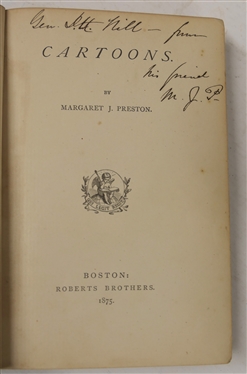 Gen. D. H. Hill — from
CARTOONS.
his friend
BY
M. J. P—
MARGARET J. PRESTON.
BOSTON:
ROBERTS BROTHERS.
1875.